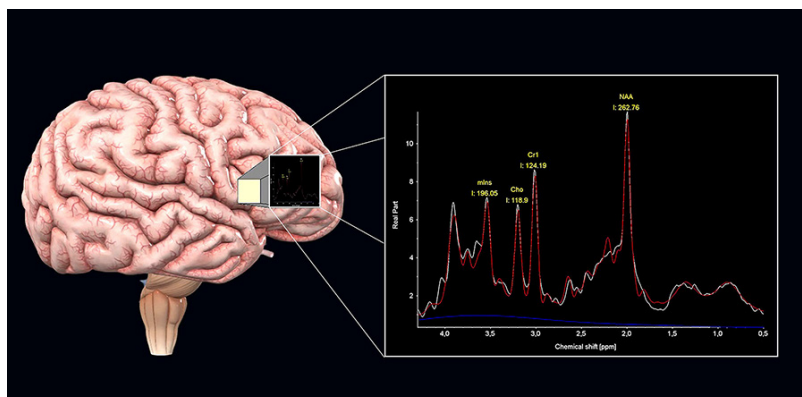 NAA
I: 262.76
Cr1
I: 124.19
mIns
I: 196.05
Cho
I: 118.9
Real Part
10
8
6
4
2
4,0 3,5 3,0 2,5 2,0 1,5 1,0 0,5
Chemical shift [ppm]